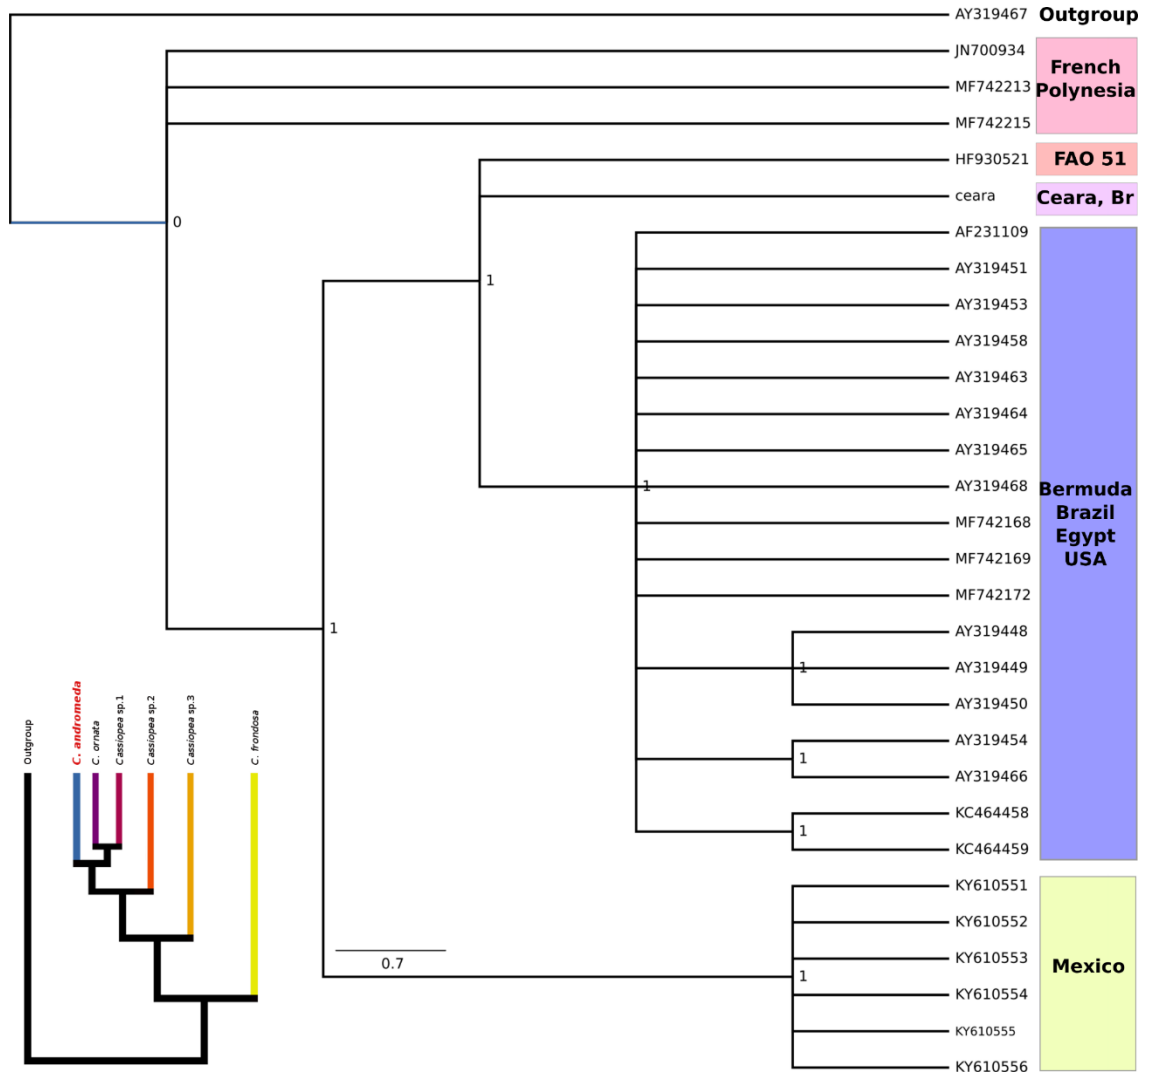 AY319467 Outgroup
JN700934
MF742213
MF742215
French
Polynesia
HF930521 FAO 51
ceara Ceara, Br
AF231109
AY319451
AY319453
AY319458
AY319463
AY319464
AY319465
AY319468
MF742168
MF742169
MF742172
AY319448
AY319449
AY319450
AY319454
AY319466
KC464458
KC464459
Bermuda
Brazil
Egypt
USA
KY610551
KY610552
KY610553
KY610554
KY610555
KY610556
Mexico
0
1
1
1
1
1
1
1
0.7
Outgroup
C. andromeda
C. ornata
Cassiopea sp.1
Cassiopea sp.2
Cassiopea sp.3
C. frondosa